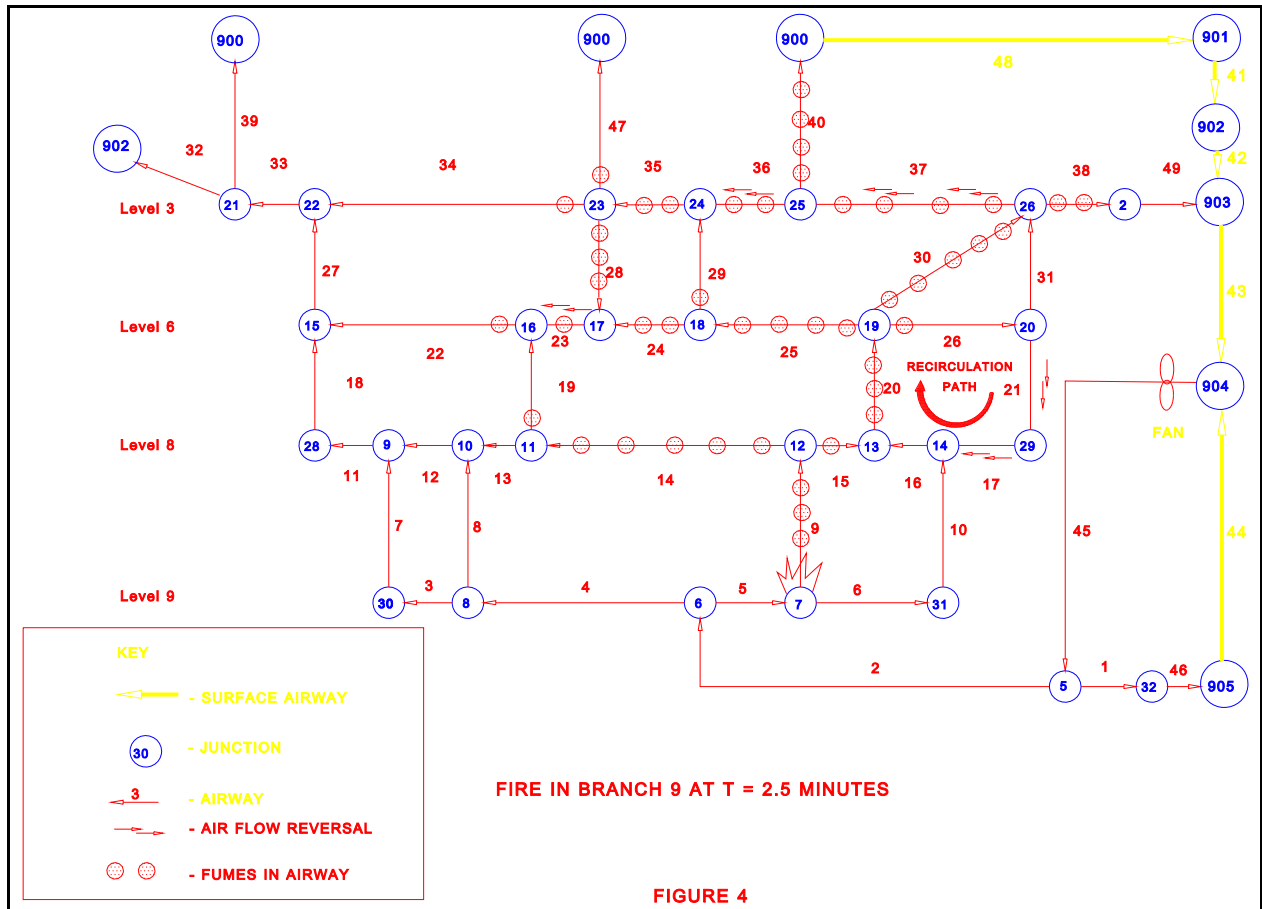 900 900 900 901
48
41
39 47 40 902
902 32 33 34 35 36 37 42
38 49
Level 3 21 22 23 24 25 26 2 903
30
27 28 29 31 43
Level 6 15 16 17 18 19 20
22 23 24 25 26
RECIRCULATION
PATH
18 19 20 21 904
FAN
Level 8 28 9 10 11 12 13 14 29
11 12 13 14 15 16 17
7 8 9 10 45 44
3 4 5 6
Level 9 30 8 6 7 31
2 1 46
5 32 905
KEY
- SURFACE AIRWAY
30 - JUNCTION
3 - AIRWAY
- AIR FLOW REVERSAL
- FUMES IN AIRWAY
FIRE IN BRANCH 9 AT T = 2.5 MINUTES
FIGURE 4